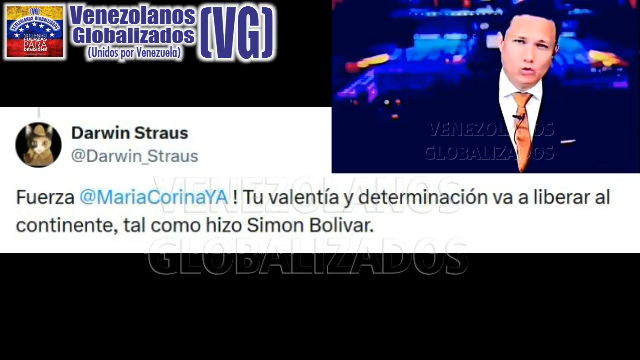 Venezolanos
Globalizados
(Unidos por Venezuela)
(VG)
VENEZOLANOS
GLOBALIZADOS
Darwin Straus
@Darwin_Straus
Fuerza @MariaCorinaYA ! Tu valentía y determinación va a liberar al
continente, tal como hizo Simon Bolivar.
VENEZOLANOS
GLOBALIZADOS